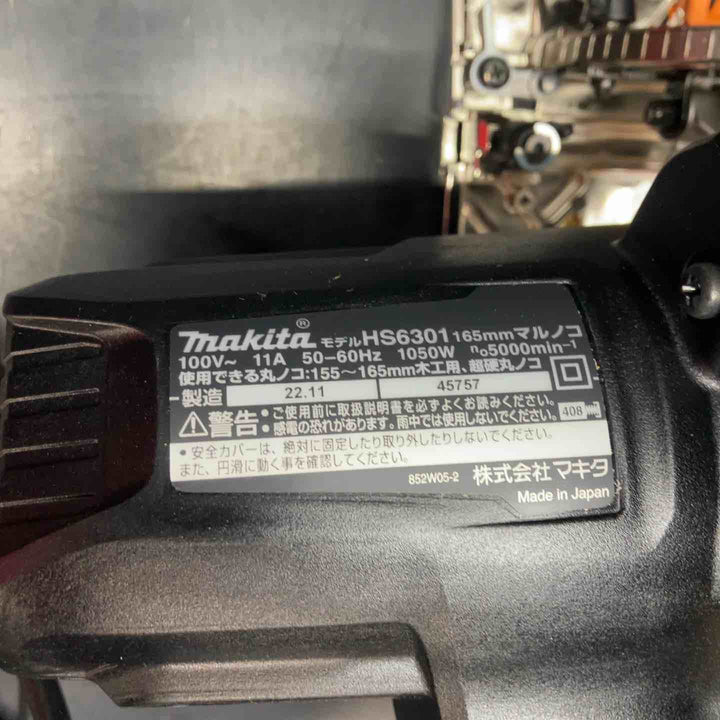 makita® モデル HS6301 165mmマルノコ
100V~ 11A 50-60Hz 1050W n₀5000min⁻¹
使用できる丸ノコ:155~165mm木工用、超硬丸ノコ
製造 22.11 45757
⚠警告 • ご使用前に取扱説明書を必ずよくお読みください。
• 感電の恐れがあります。雨中では使用しないでください。 408
• 安全カバーは、絶対に固定したり取り外したりしないでください。
また、円滑に動く事を確認してください。
852W05-2 株式会社 マキタ
Made in Japan